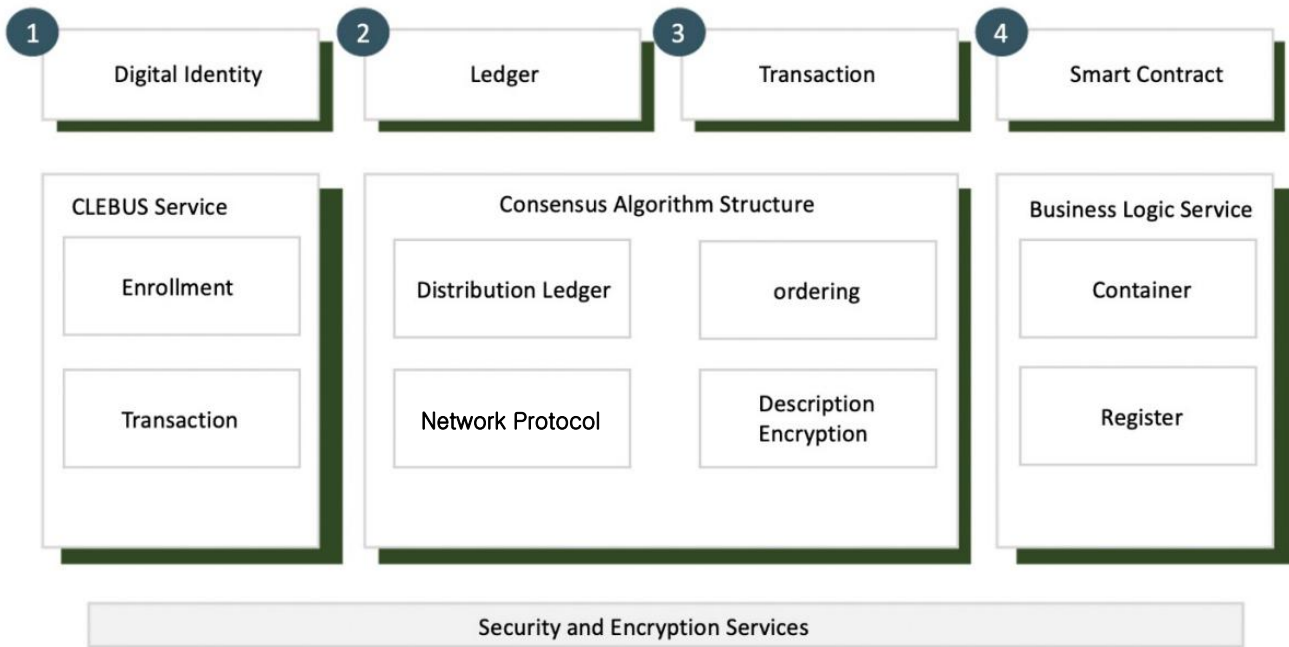 1
Digital Identity
2
Ledger
3
Transaction
4
Smart Contract
CLEBUS Service
Enrollment
Transaction
Consensus Algorithm Structure
Distribution Ledger
ordering
Network Protocol
Description
Encryption
Business Logic Service
Container
Register
Security and Encryption Services